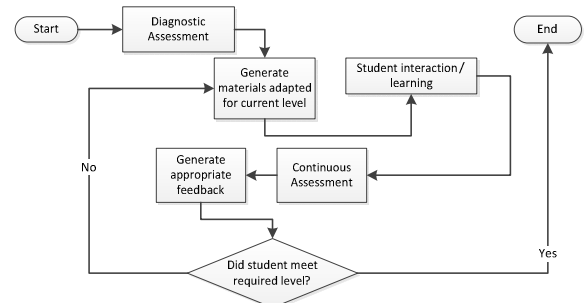 Start
Diagnostic
Assessment
End
Generate
materials adapted
for current level
Student interaction/
learning
No
Generate
appropriate
feedback
Continuous
Assessment
Did student meet
required level?
Yes